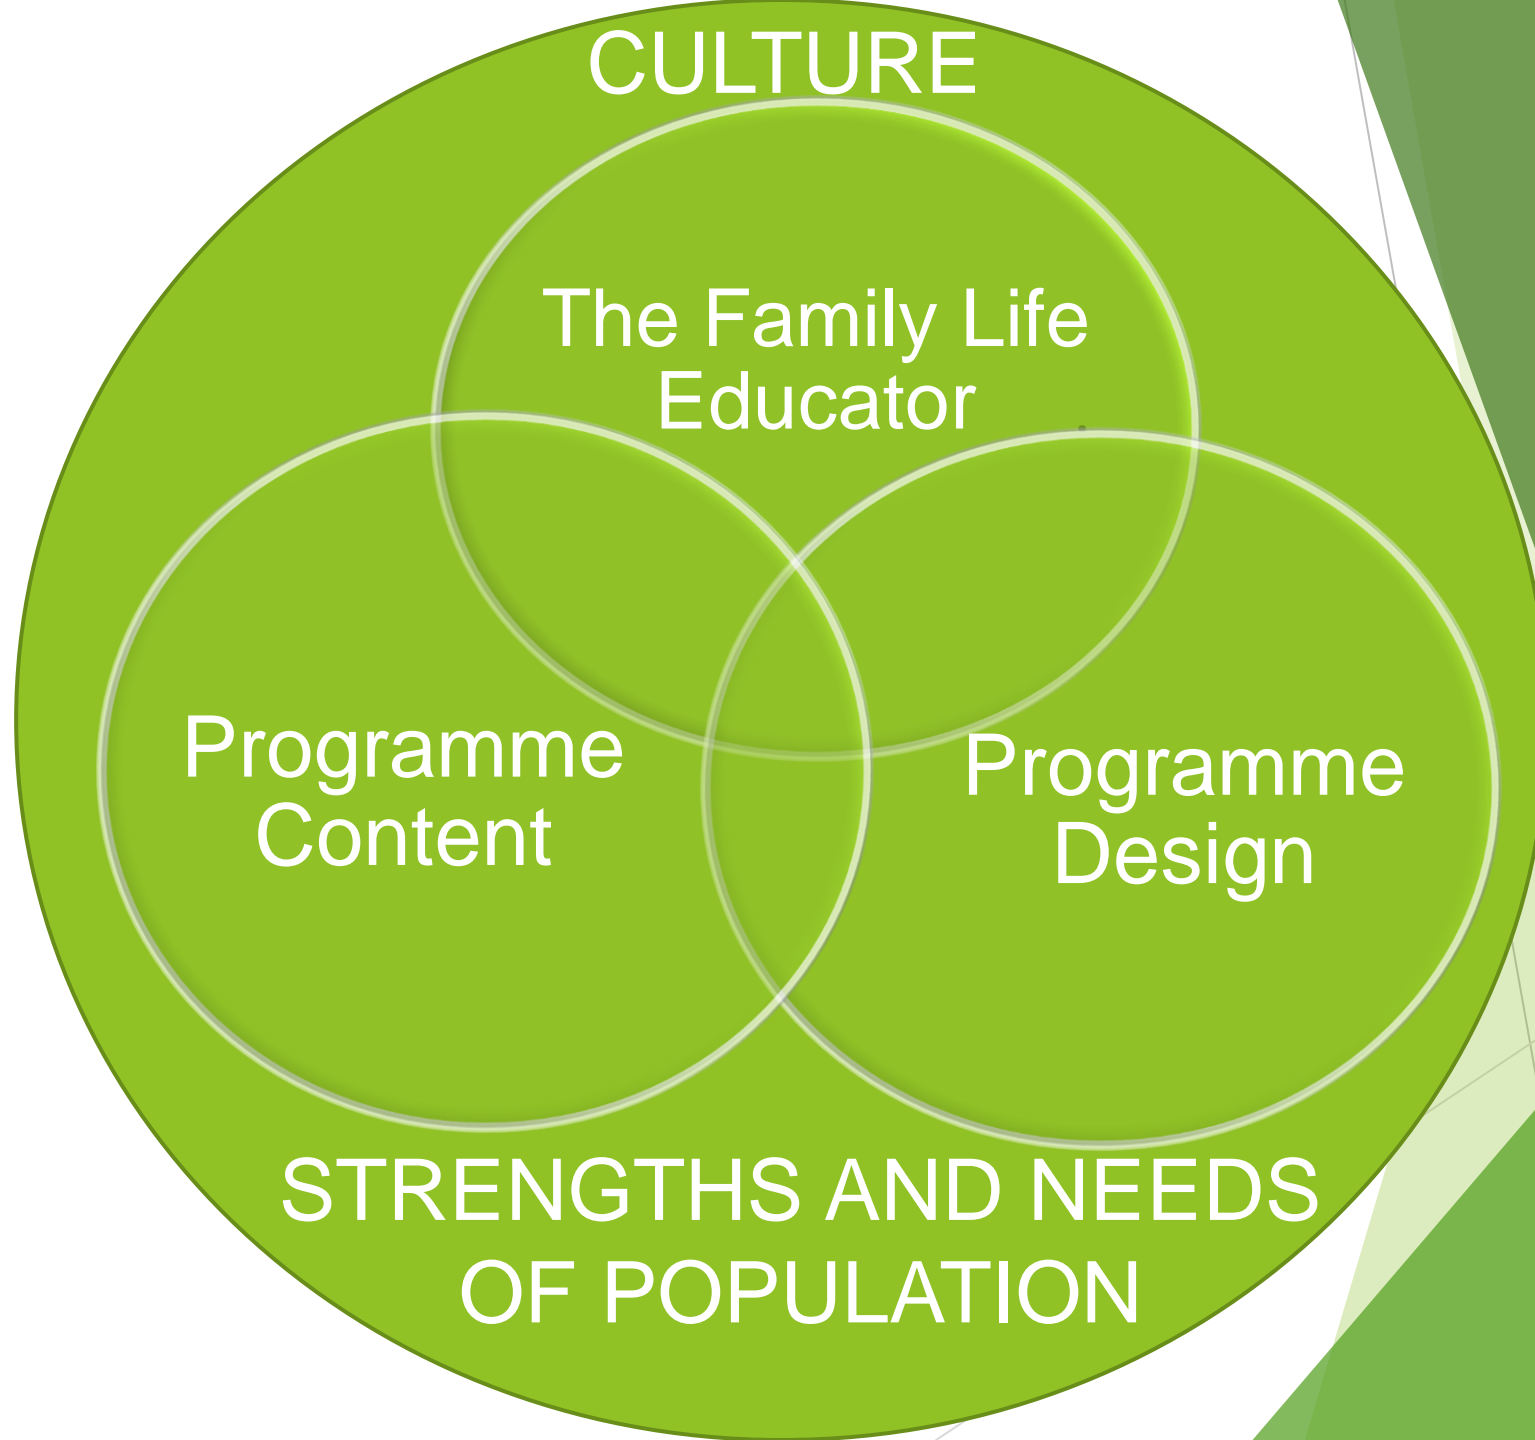 CULTURE
The Family Life
Educator
Programme
Content
Programme
Design
STRENGTHS AND NEEDS
OF POPULATION